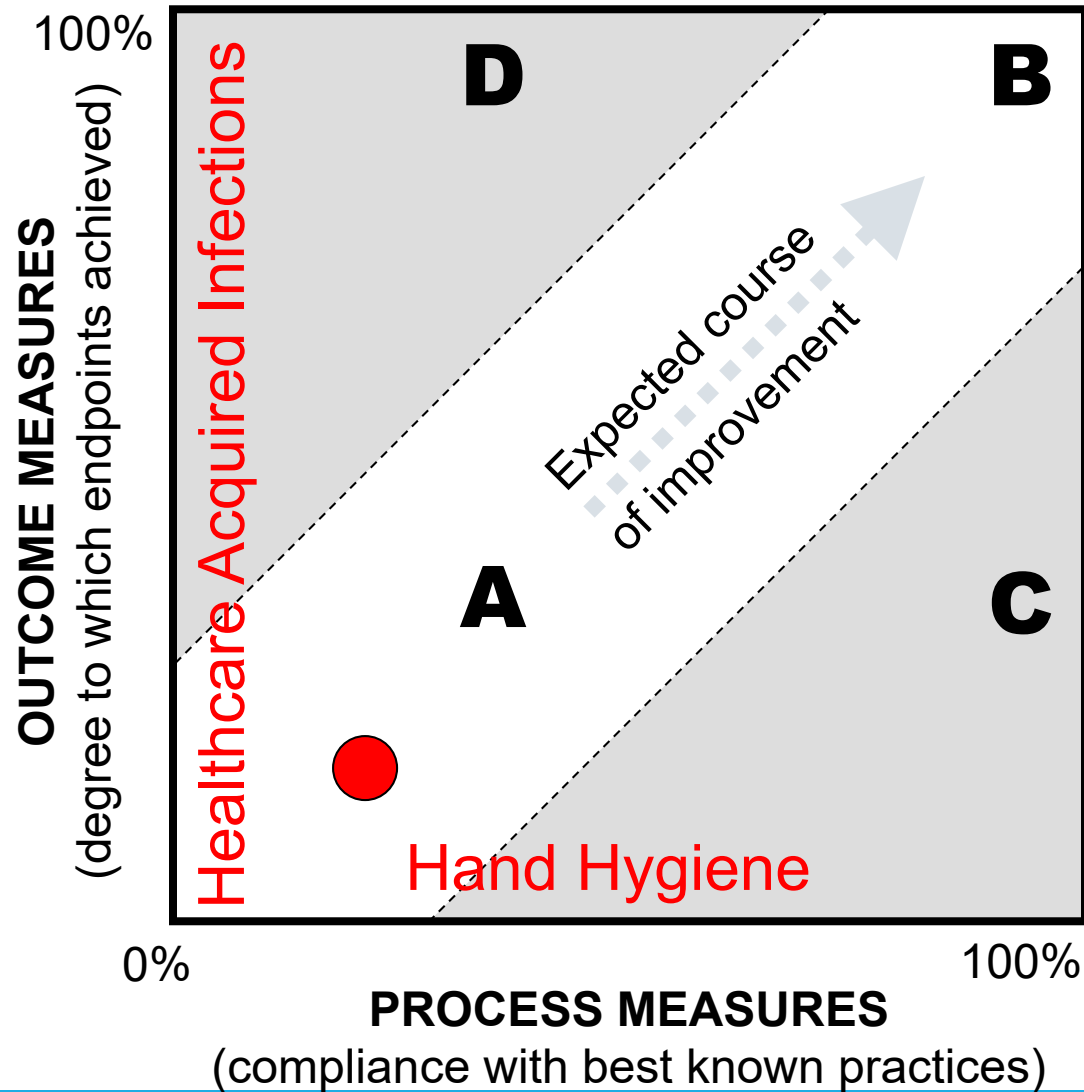 100%
OUTCOME MEASURES
(degree to which endpoints achieved)
Healthcare Acquired Infections
D
B
Expected course
of improvement
A
C
Hand Hygiene
0%
100%
PROCESS MEASURES
(compliance with best known practices)